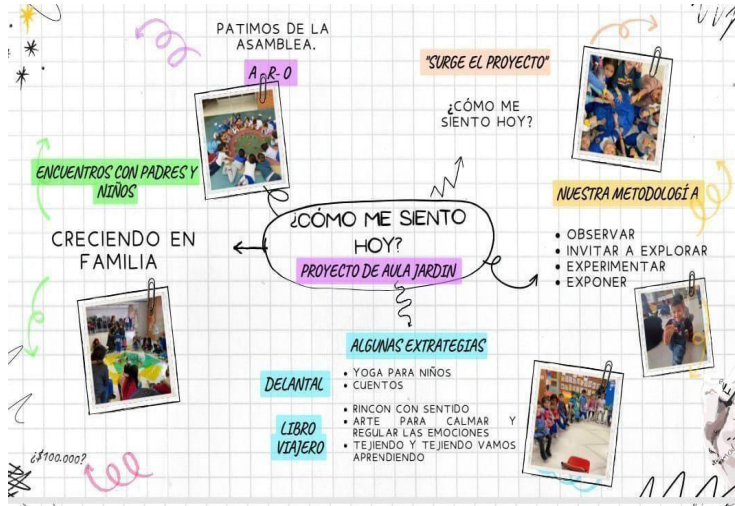 PATIMOS DE LA
ASAMBLEA.
A R-O
"SURGE EL PROYECTO"
¿CÓMO ME
SIENTO HOY?
ENCUENTROS CON PADRES Y
NIÑOS
CRECIENDO EN
FAMILIA
¿CÓMO ME SIENTO
HOY?
PROYECTO DE AULA JARDIN
NUESTRA METODOLOGÍ A
• OBSERVAR
• INVITAR A EXPLORAR
• EXPERIMENTAR
• EXPONER
ALGUNAS EXTRATEGIAS
DELANTAL
• YOGA PARA NIÑOS
• CUENTOS
LIBRO
VIAJERO
• RINCON CON SENTIDO
• ARTE PARA CALMAR Y
REGULAR LAS EMOCIONES
• TEJIENDO Y TEJIENDO VAMOS
APRENDIENDO
¿$100.000?